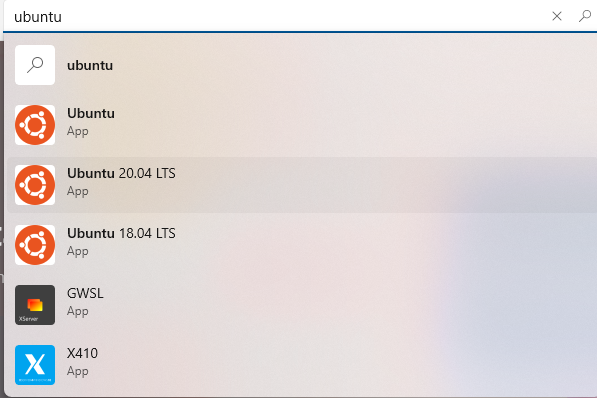 ubuntu
ubuntu
Ubuntu
App
Ubuntu 20.04 LTS
App
Ubuntu 18.04 LTS
App
GWSL
App
XServer
X410
App